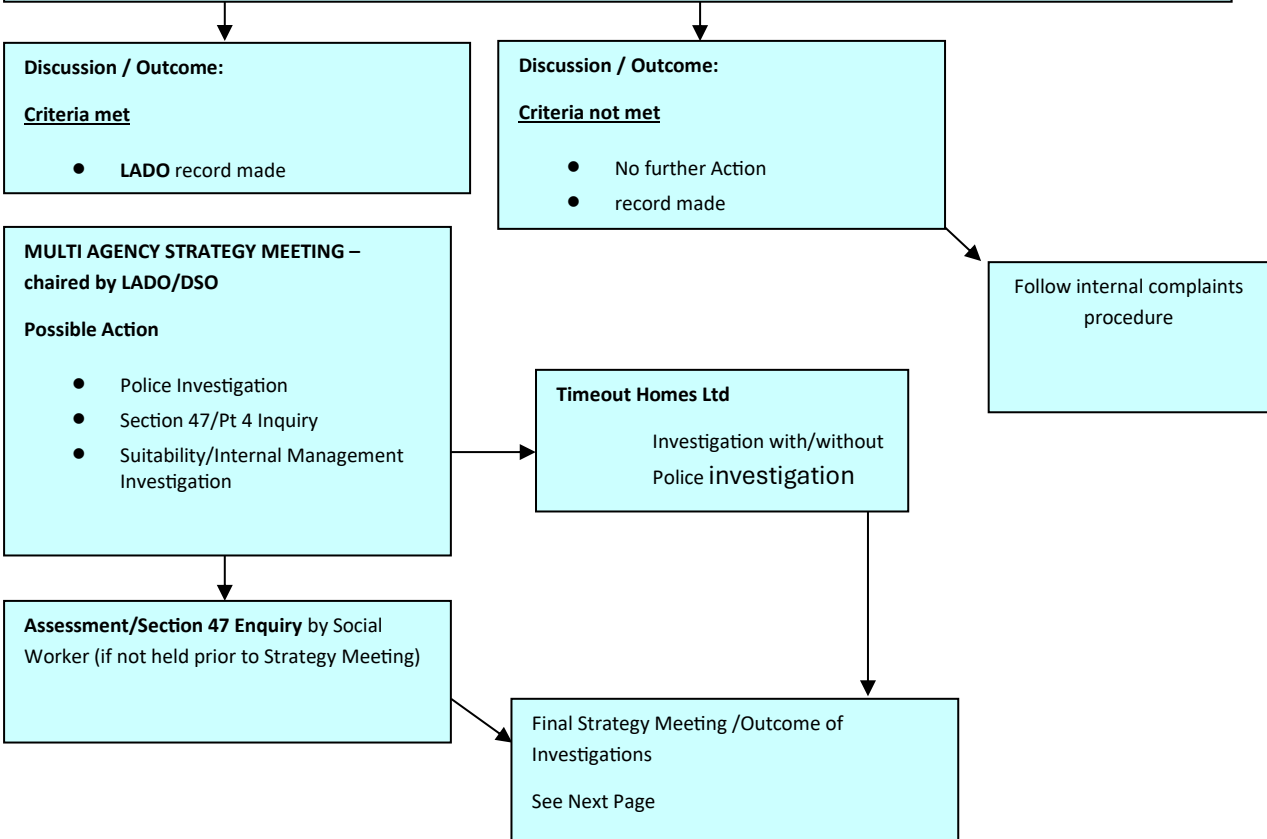 Discussion / Outcome:
Criteria met
● LADO record made
Discussion / Outcome:
Criteria not met
● No further Action
● record made
MULTI AGENCY STRATEGY MEETING –
chaired by LADO/DSO
Possible Action
● Police Investigation
● Section 47/Pt 4 Inquiry
● Suitability/Internal Management
Investigation
Follow internal complaints
procedure
Timeout Homes Ltd
Investigation with/without
Police investigation
Assessment/Section 47 Enquiry by Social
Worker (if not held prior to Strategy Meeting)
Final Strategy Meeting /Outcome of
Investigations
See Next Page